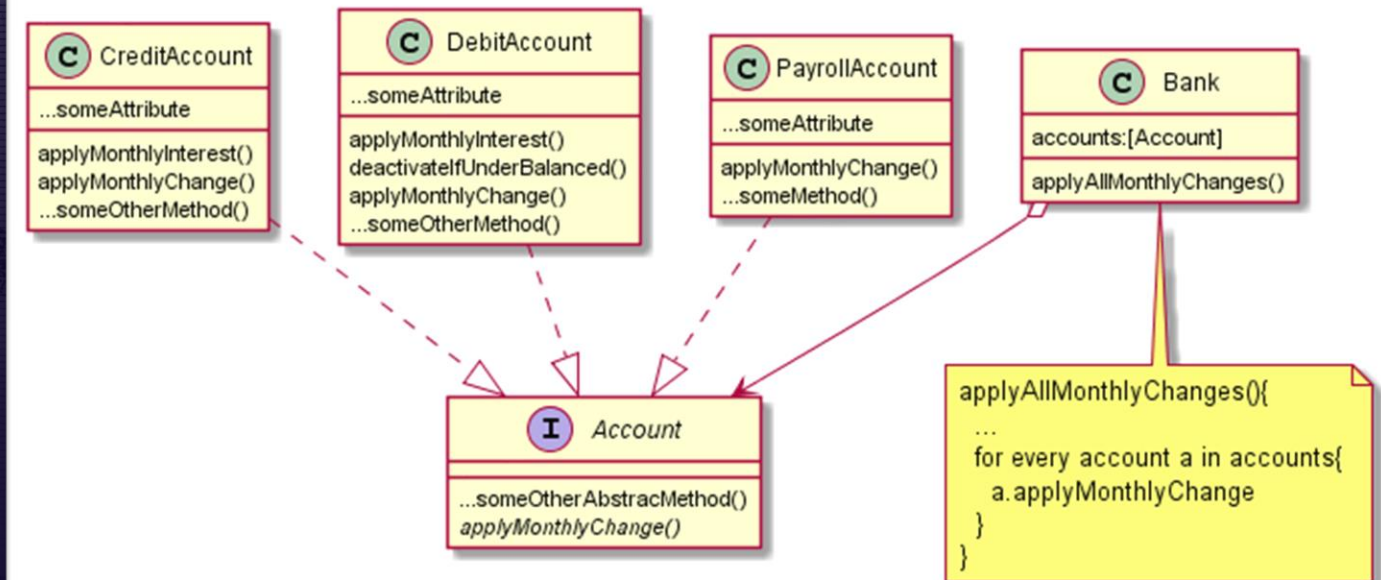 C CreditAccount
...someAttribute
applyMonthlyInterest()
applyMonthlyChange()
...someOtherMethod()
C DebitAccount
...someAttribute
applyMonthlyInterest()
deactivateIfUnderBalanced()
applyMonthlyChange()
...someOtherMethod()
C PayrollAccount
...someAttribute
applyMonthlyChange()
...someMethod()
C Bank
accounts:[Account]
applyAllMonthlyChanges()
I Account
...someOtherAbstracMethod()
applyMonthlyChange()
applyAllMonthlyChanges(){
...
for every account a in accounts{
a.applyMonthlyChange
}
}